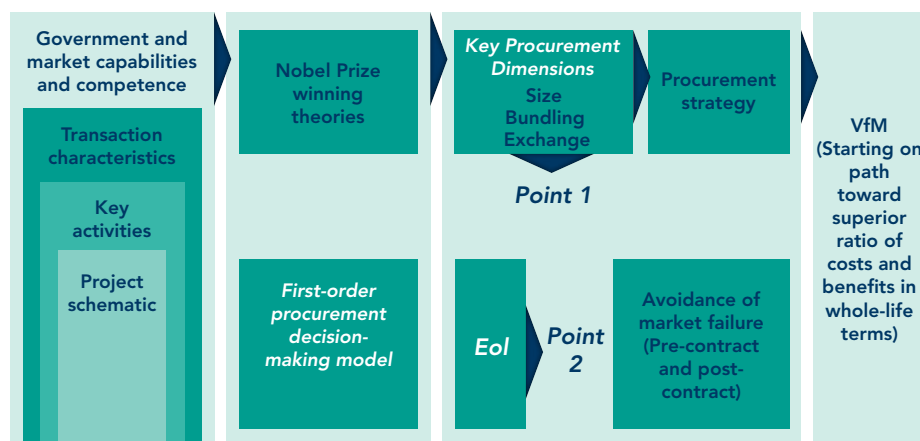 Government and
market capabilities
and competence
Transaction
characteristics
Key
activities
Project
schematic
Nobel Prize
winning
theories
First-order
procurement
decision-
making model
Key Procurement
Dimensions
Size
Bundling
Exchange
Procurement
strategy
Point 1
EoI
Point
2
Avoidance of
market failure
(Pre-contract
and post-
contract)
VfM
(Starting on
path
toward
superior
ratio of
costs and
benefits in
whole-life
terms)